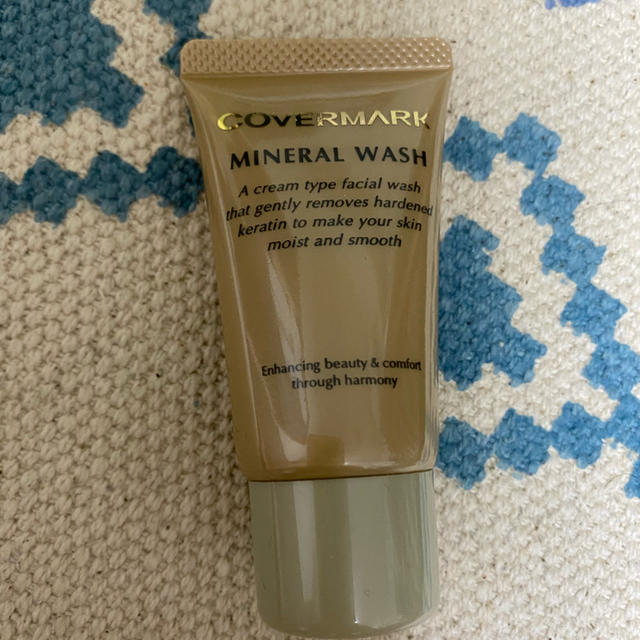 COVERMARK
MINERAL WASH
A cream type facial wash
that gently removes hardened
keratin to make your skin
moist and smooth
Enhancing beauty & comfort
through harmony